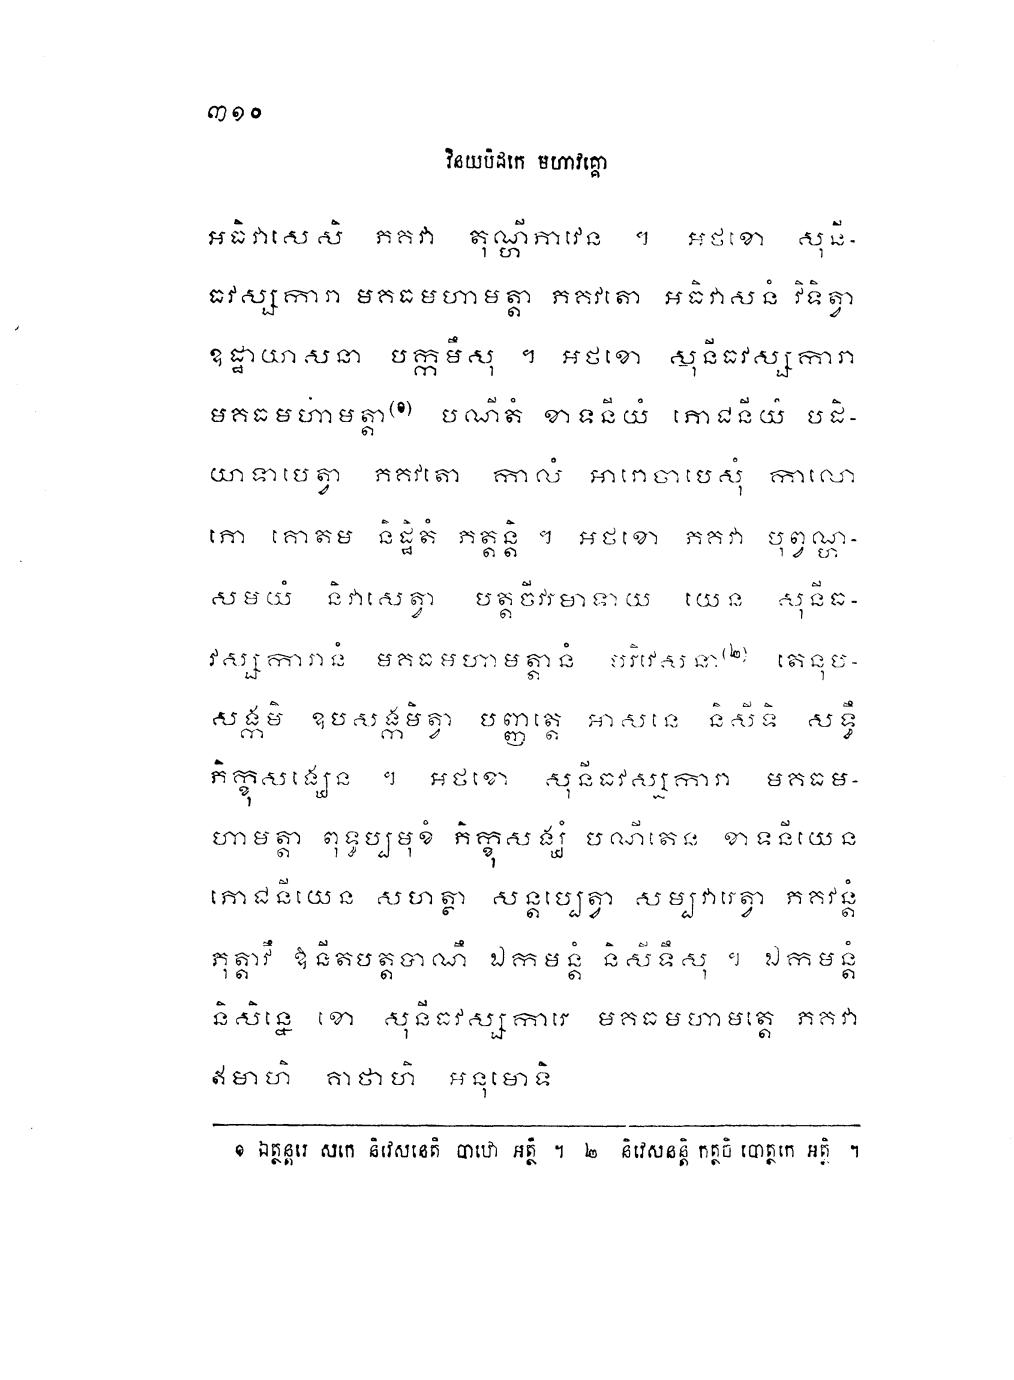 ៣១០
វិនយបិដកេ មហាវគ្គោ
អធិវាសេសិ ភគវា តុណ្ហីភាវេន ។ អថខោ សុនី-
ធវស្សការា មគធមហាមត្តា ភគវតោ អធិវាសនំ វិទិត្វា
ឧដ្ឋាយាសនា បក្កមឹសុ ។ អថខោ សុនីធវស្សការា
មគធមហាមត្តា(១) បណីតំ ខាទនីយំ ភោជនីយំ បដិ-
យាទាបេត្វា ភគវតោ កាលំ អារោចាបេសុំ កាលោ
ភោ គោតម និដ្ឋិតំ ភត្តន្តិ ។ អថខោ ភគវា បុព្វណ្ហ-
សមយំ និវាសេត្វា បត្តចីវរមាទាយ យេន សុនីធ-
វស្សការានំ មគធមហាមត្តានំ បរិវេសនា(២) តេនុប-
សង្កមិ ឧបសង្កមិត្វា បញ្ញត្តេ អាសនេ និសីទិ សទ្ធឹ
ភិក្ខុសង្ឃេន ។ អថខោ សុនីធវស្សការា មគធម-
ហាមត្តា ពុទ្ធប្បមុខំ ភិក្ខុសង្ឃំ បណីតេន ខាទនីយេន
ភោជនីយេន សហត្ថា សន្តប្បេត្វា សម្បវារេត្វា ភគវន្តំ
ភុត្តាវឹ ឱនីតបត្តបាណឹ ឯកមន្តំ និសីទឹសុ ។ ឯកមន្តំ
និសិន្នេ ខោ សុនីធវស្សការេ មគធមហាមត្តេ ភគវា
ឥមាហិ គាថាហិ អនុមោទិ
១ ឯត្ថន្តរេ សកេ និវេសនេតិ បាឋោ អត្ថិ ។ ២ និវេសនន្តិ កត្ថចិ បោត្ថកេ អត្ថិ ។